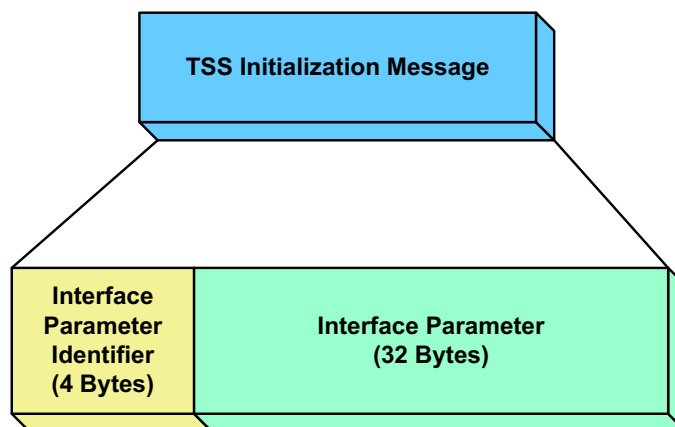 TSS Initialization Message
Interface
Parameter
Identifier
(4 Bytes)
Interface Parameter
(32 Bytes)